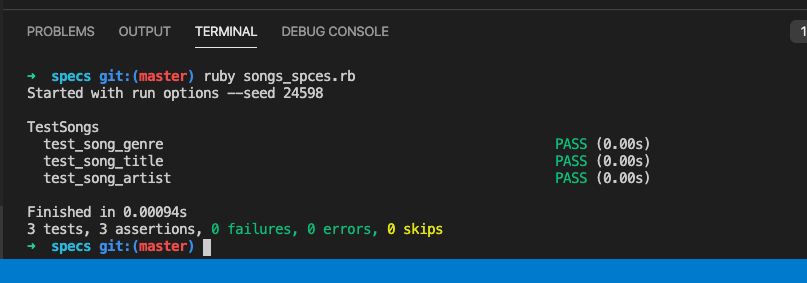 PROBLEMS OUTPUT TERMINAL DEBUG CONSOLE 1
→ specs git:(master) ruby songs_spces.rb
Started with run options --seed 24598
TestSongs
test_song_genre PASS (0.00s)
test_song_title PASS (0.00s)
test_song_artist PASS (0.00s)
Finished in 0.00094s
3 tests, 3 assertions, 0 failures, 0 errors, 0 skips
→ specs git:(master)